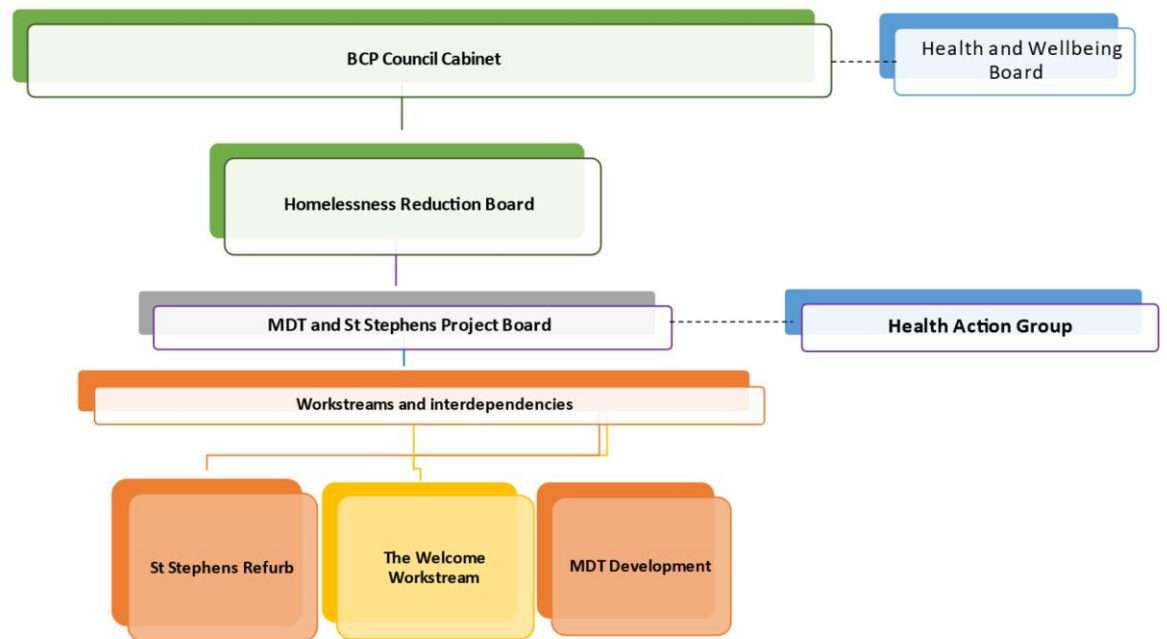 BCP Council Cabinet
Health and Wellbeing
Board
Homelessness Reduction Board
MDT and St Stephens Project Board
Health Action Group
Workstreams and interdependencies
St Stephens Refurb
The Welcome
Workstream
MDT Development